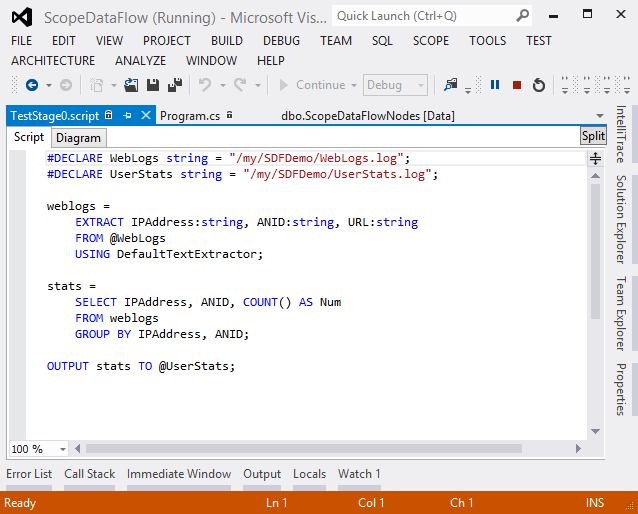 ScopeDataFlow (Running) - Microsoft Vis...
Quick Launch (Ctrl+Q)
FILE EDIT VIEW PROJECT BUILD DEBUG TEAM SQL SCOPE TOOLS TEST
ARCHITECTURE ANALYZE WINDOW HELP
Continue Debug
TestStage0.script Program.cs dbo.ScopeDataFlowNodes [Data]
Script Diagram Split
#DECLARE WebLogs string = "/my/SDFDemo/WebLogs.log";
#DECLARE UserStats string = "/my/SDFDemo/UserStats.log";
weblogs =
EXTRACT IPAddress:string, ANID:string, URL:string
FROM @WebLogs
USING DefaultTextExtractor;
stats =
SELECT IPAddress, ANID, COUNT() AS Num
FROM weblogs
GROUP BY IPAddress, ANID;
OUTPUT stats TO @UserStats;
100 %
IntelliTrace
Solution Explorer
Team Explorer
Properties
Error List Call Stack Immediate Window Output Locals Watch 1
Ready Ln 1 Col 1 Ch 1 INS